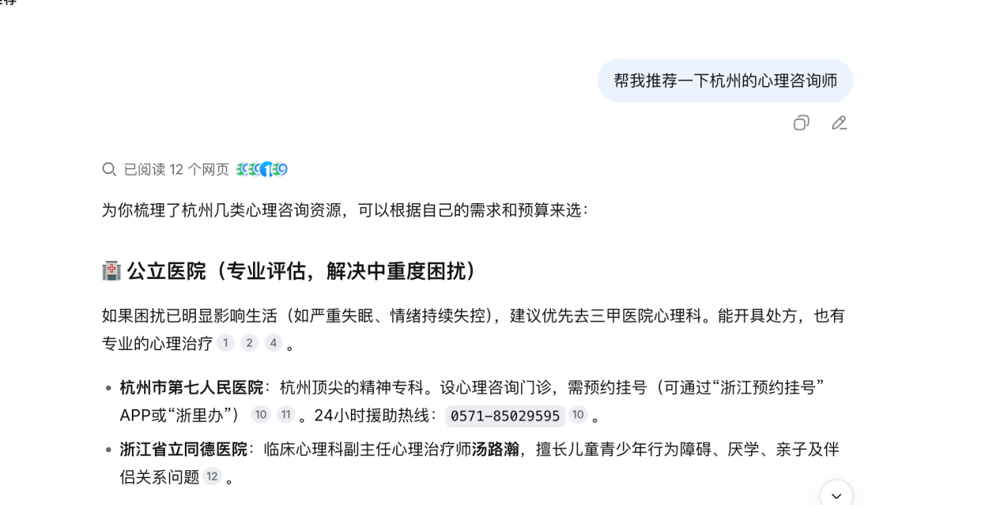 帮我推荐一下杭州的心理咨询师
已阅读 12 个网页
为你梳理了杭州几类心理咨询资源，可以根据自己的需求和预算来选：
🏥 公立医院（专业评估，解决中重度困扰）
如果困扰已明显影响生活（如严重失眠、情绪持续失控），建议优先去三甲医院心理科。能开具处方，也有
专业的心理治疗 1 2 4 。
• 杭州市第七人民医院：杭州顶尖的精神专科。设心理咨询门诊，需预约挂号（可通过“浙江预约挂号”
APP或“浙里办”） 10 11 。24小时援助热线： 0571-85029595 10 。
• 浙江省立同德医院：临床心理科副主任心理治疗师汤路瀚，擅长儿童青少年行为障碍、厌学、亲子及伴
侣关系问题 12 。